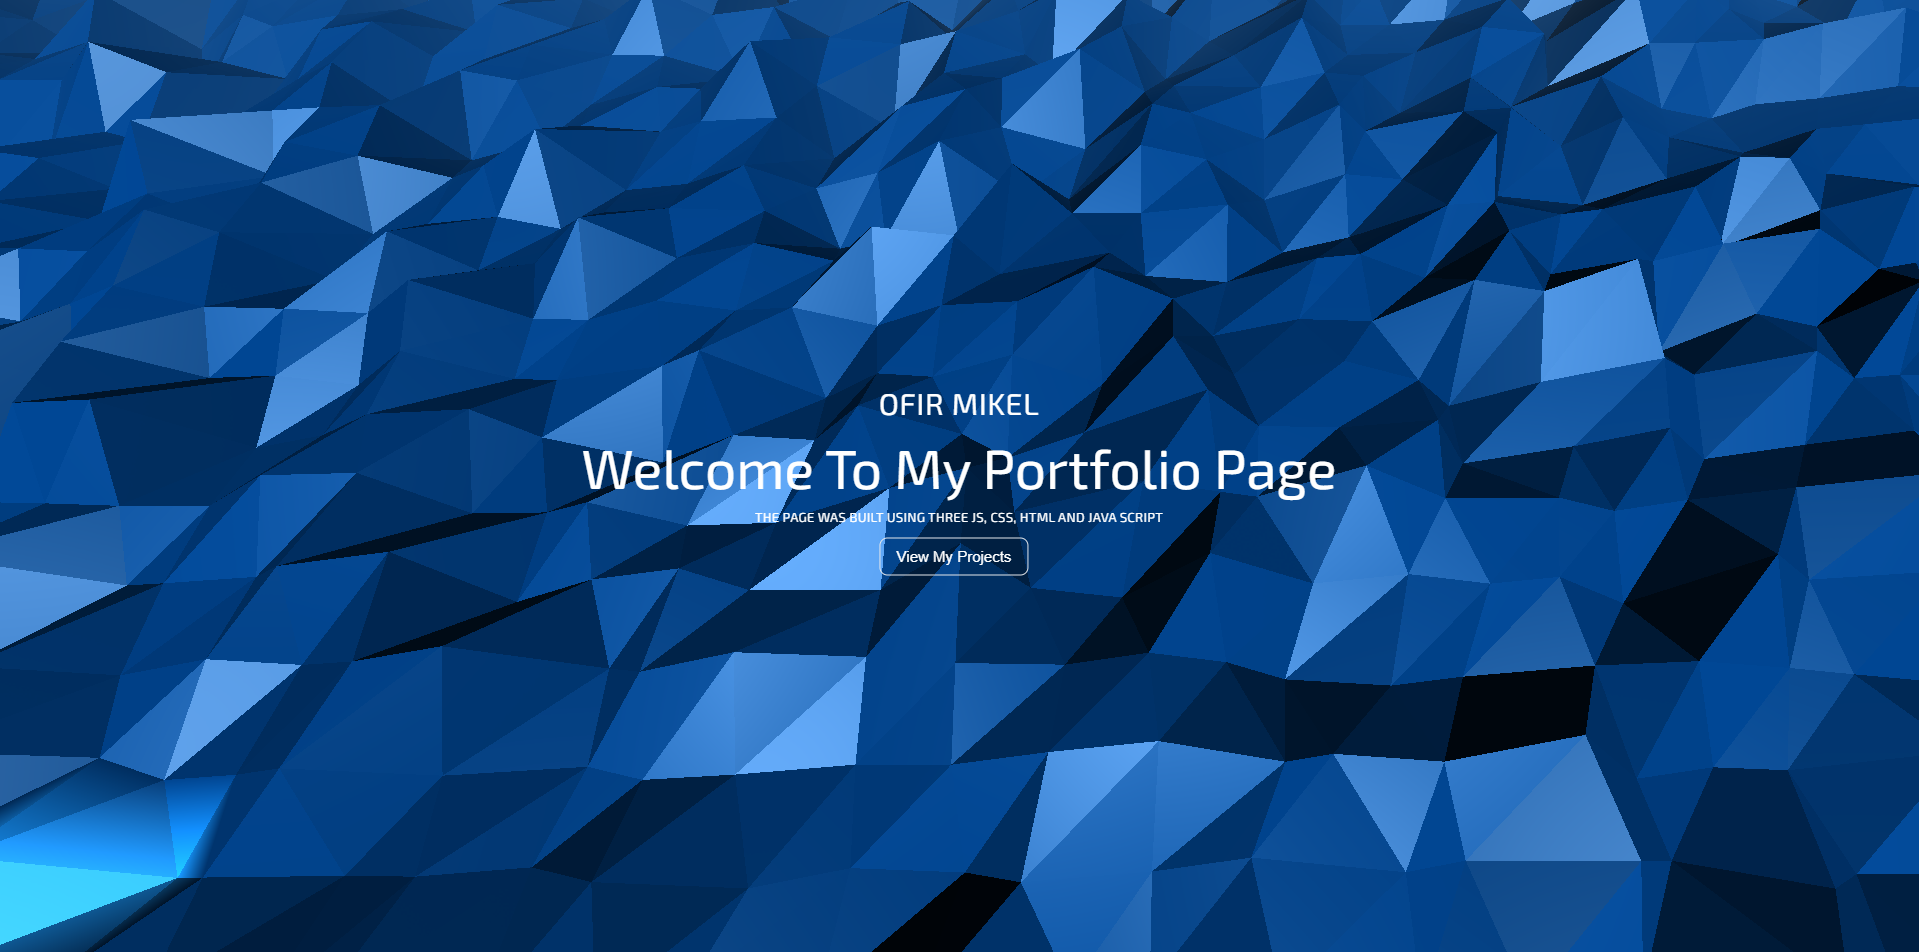 OFIR MIKEL
Welcome To My Portfolio Page
THE PAGE WAS BUILT USING THREE JS, CSS, HTML AND JAVA SCRIPT
View My Projects